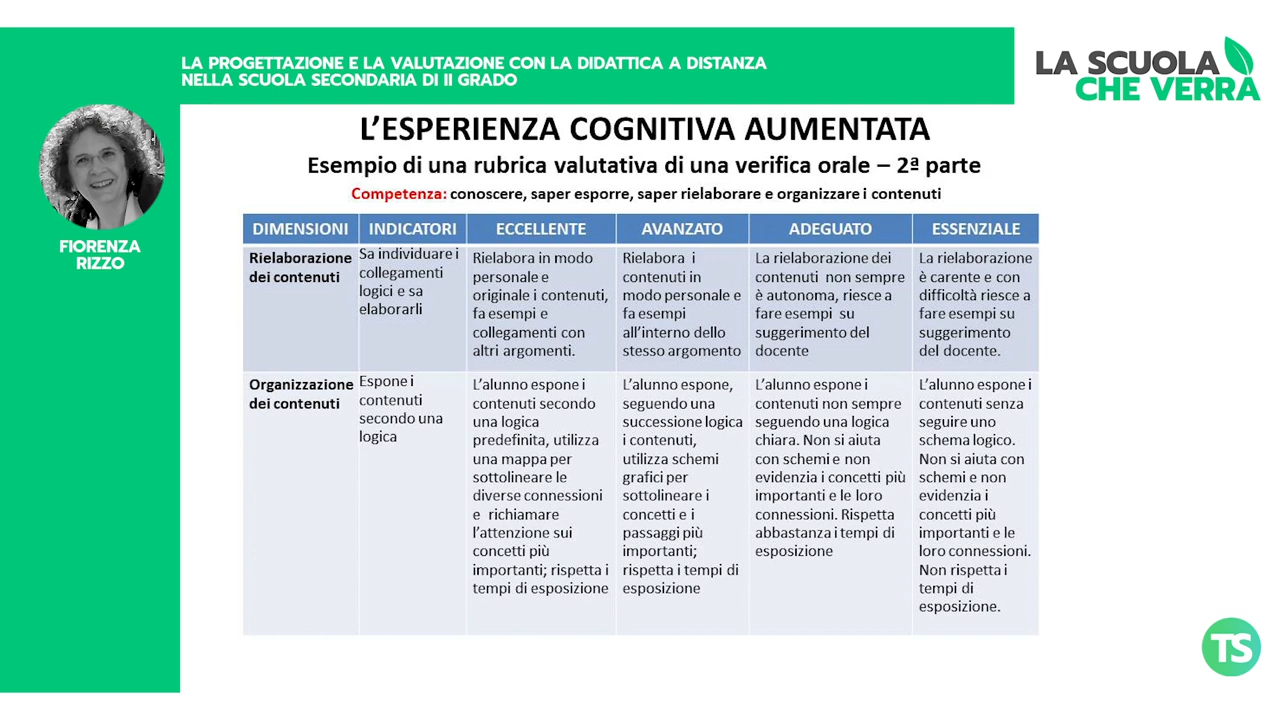 LA PROGETTAZIONE E LA VALUTAZIONE CON LA DIDATTICA A DISTANZA
NELLA SCUOLA SECONDARIA DI II GRADO
LA SCUOLA
CHE VERRÀ
FIORENZA
RIZZO
L'ESPERIENZA COGNITIVA AUMENTATA
Esempio di una rubrica valutativa di una verifica orale – 2ª parte
Competenza: conoscere, saper esporre, saper rielaborare e organizzare i contenuti
DIMENSIONI
INDICATORI
ECCELLENTE
AVANZATO
ADEGUATO
ESSENZIALE
Rielaborazione
dei contenuti
Sa individuare i
collegamenti
logici e sa
elaborarli
Rielabora in modo
personale e
originale i contenuti,
fa esempi e
collegamenti con
altri argomenti.
Rielabora i
contenuti in
modo personale e
fa esempi
all'interno dello
stesso argomento
La rielaborazione dei
contenuti non sempre
è autonoma, riesce a
fare esempi su
suggerimento del
docente
La rielaborazione
è carente e con
difficoltà riesce a
fare esempi su
suggerimento
del docente.
Organizzazione
dei contenuti
Espone i
contenuti
secondo una
logica
L'alunno espone i
contenuti secondo
una logica
predefinita, utilizza
una mappa per
sottolineare le
diverse connessioni
e richiamare
l'attenzione sui
concetti più
importanti; rispetta i
tempi di esposizione
L'alunno espone,
seguendo una
successione logica
i contenuti,
utilizza schemi
grafici per
sottolineare i
concetti e i
passaggi più
importanti;
rispetta i tempi di
esposizione
L'alunno espone i
contenuti non sempre
seguendo una logica
chiara. Non si aiuta
con schemi e non
evidenzia i concetti più
importanti e le loro
connessioni. Rispetta
abbastanza i tempi di
esposizione
L'alunno espone i
contenuti senza
seguire uno
schema logico.
Non si aiuta con
schemi e non
evidenzia i
concetti più
importanti e le
loro connessioni.
Non rispetta i
tempi di
esposizione.
TS